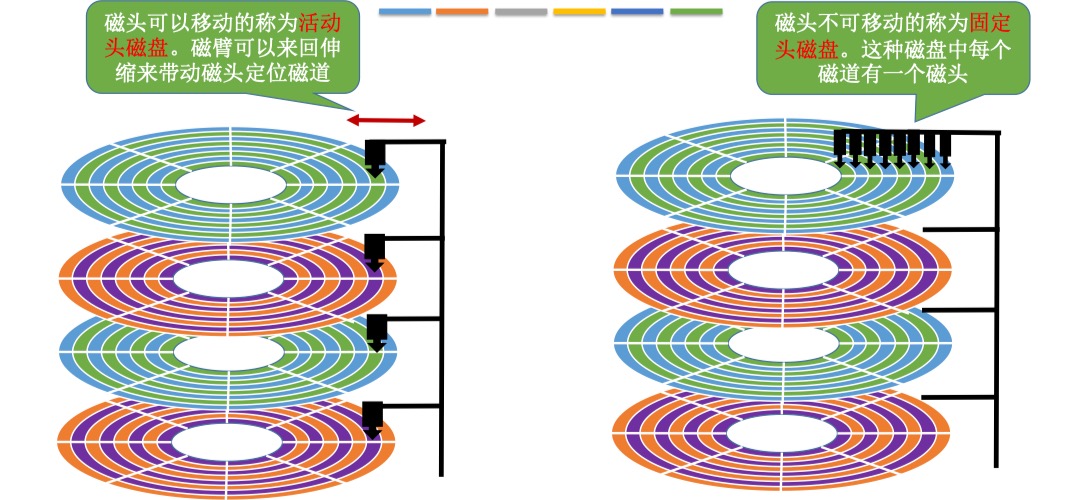 磁头可以移动的称为活动
头磁盘。磁臂可以来回伸
缩来带动磁头定位磁道
磁头不可移动的称为固定
头磁盘。这种磁盘中每个
磁道有一个磁头